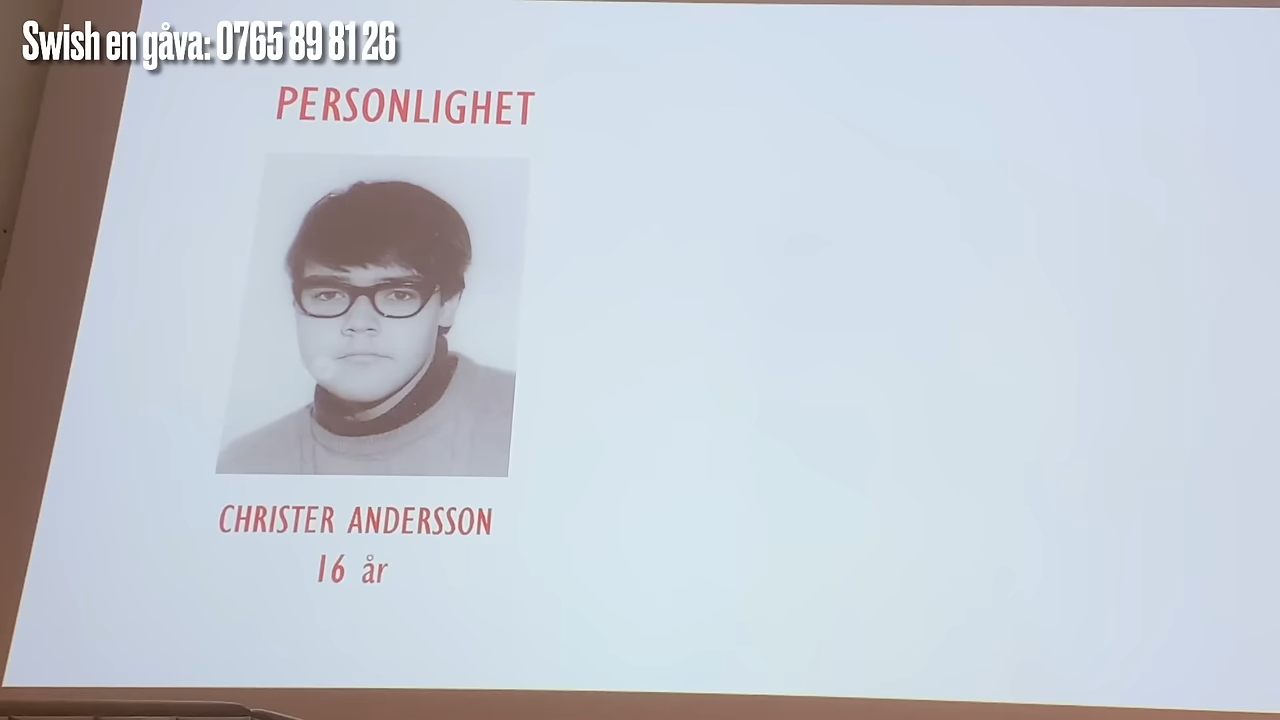 Swish en gåva: 0765 89 81 26
PERSONLIGHET
CHRISTER ANDERSSON
16 år